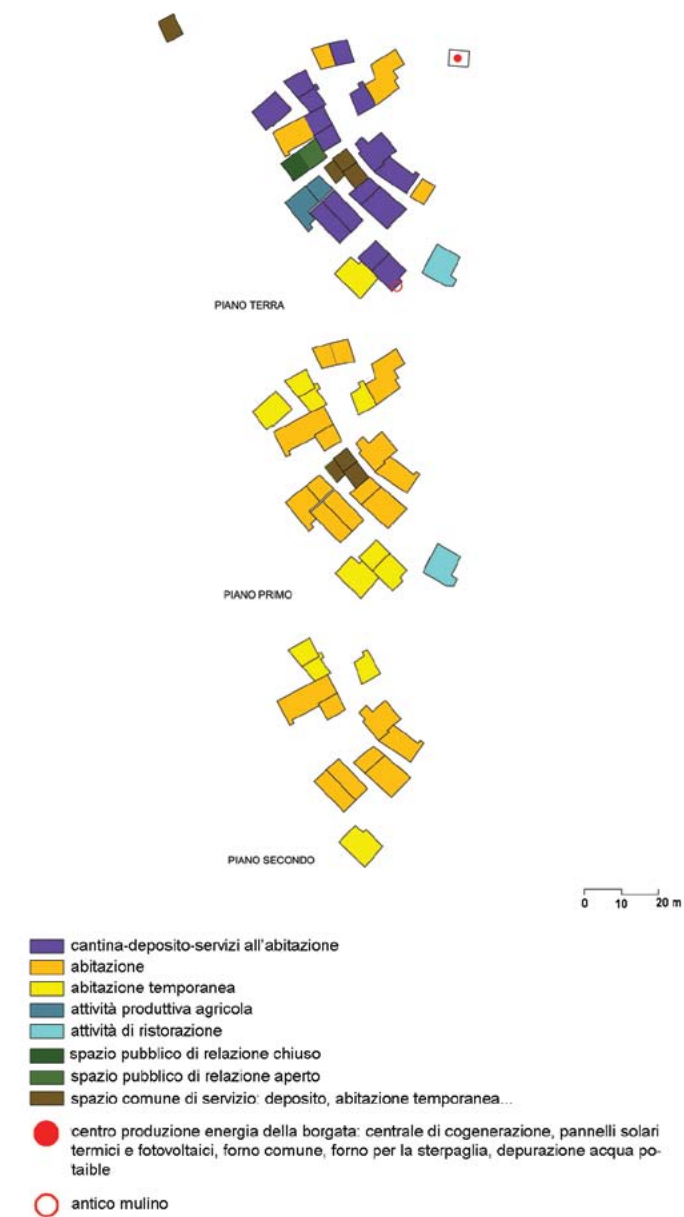 PIANO TERRA
PIANO PRIMO
PIANO SECONDO
0 10 20 m
cantina-deposito-servizi all'abitazione
abitazione
abitazione temporanea
attività produttiva agricola
attività di ristorazione
spazio pubblico di relazione chiuso
spazio pubblico di relazione aperto
spazio comune di servizio: deposito, abitazione temporanea...
centro produzione energia della borgata: centrale di cogenerazione, pannelli solari
termici e fotovoltaici, forno comune, forno per la sterpaglia, depurazione acqua po-
taible
antico mulino